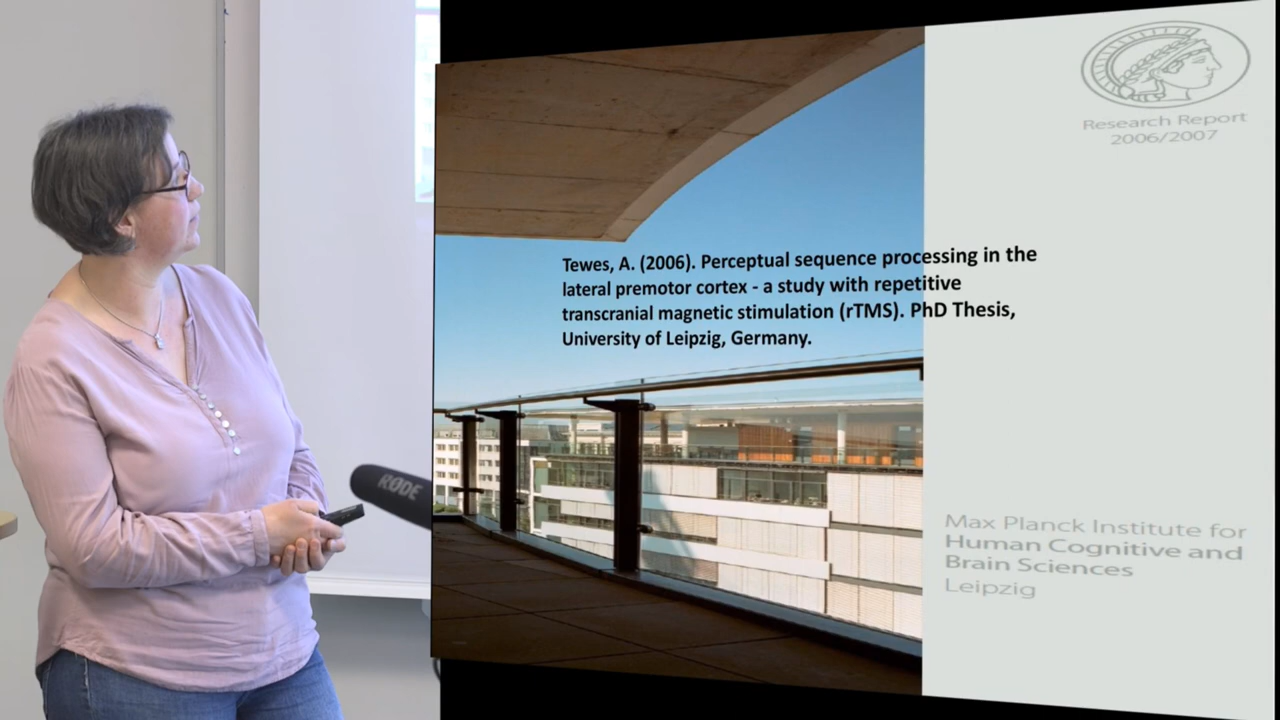 Research Report
2006/2007
Tewes, A. (2006). Perceptual sequence processing in the
lateral premotor cortex - a study with repetitive
transcranial magnetic stimulation (rTMS). PhD Thesis,
University of Leipzig, Germany.
RØDE
Max Planck Institute for
Human Cognitive and
Brain Sciences
Leipzig